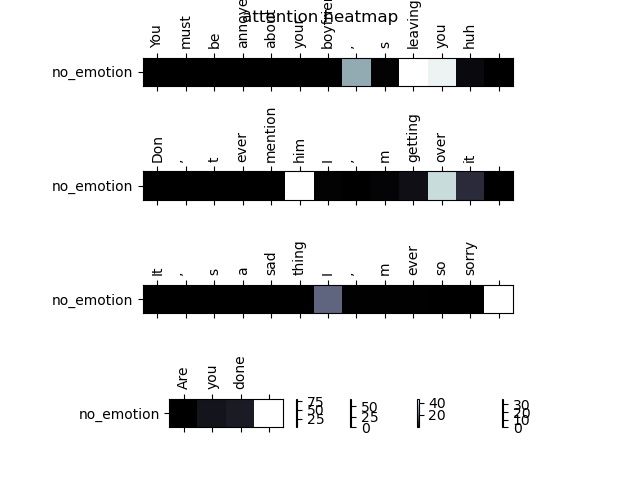 attention heatmap
You must be about your , s leaving you huh
no_emotion
Don , t ever mention him I , m getting over it
no_emotion
It , s a sad thing I , m ever so sorry
no_emotion
Are you done
no_emotion
75 50 25
50 25 0
40 20
30 20 10 0